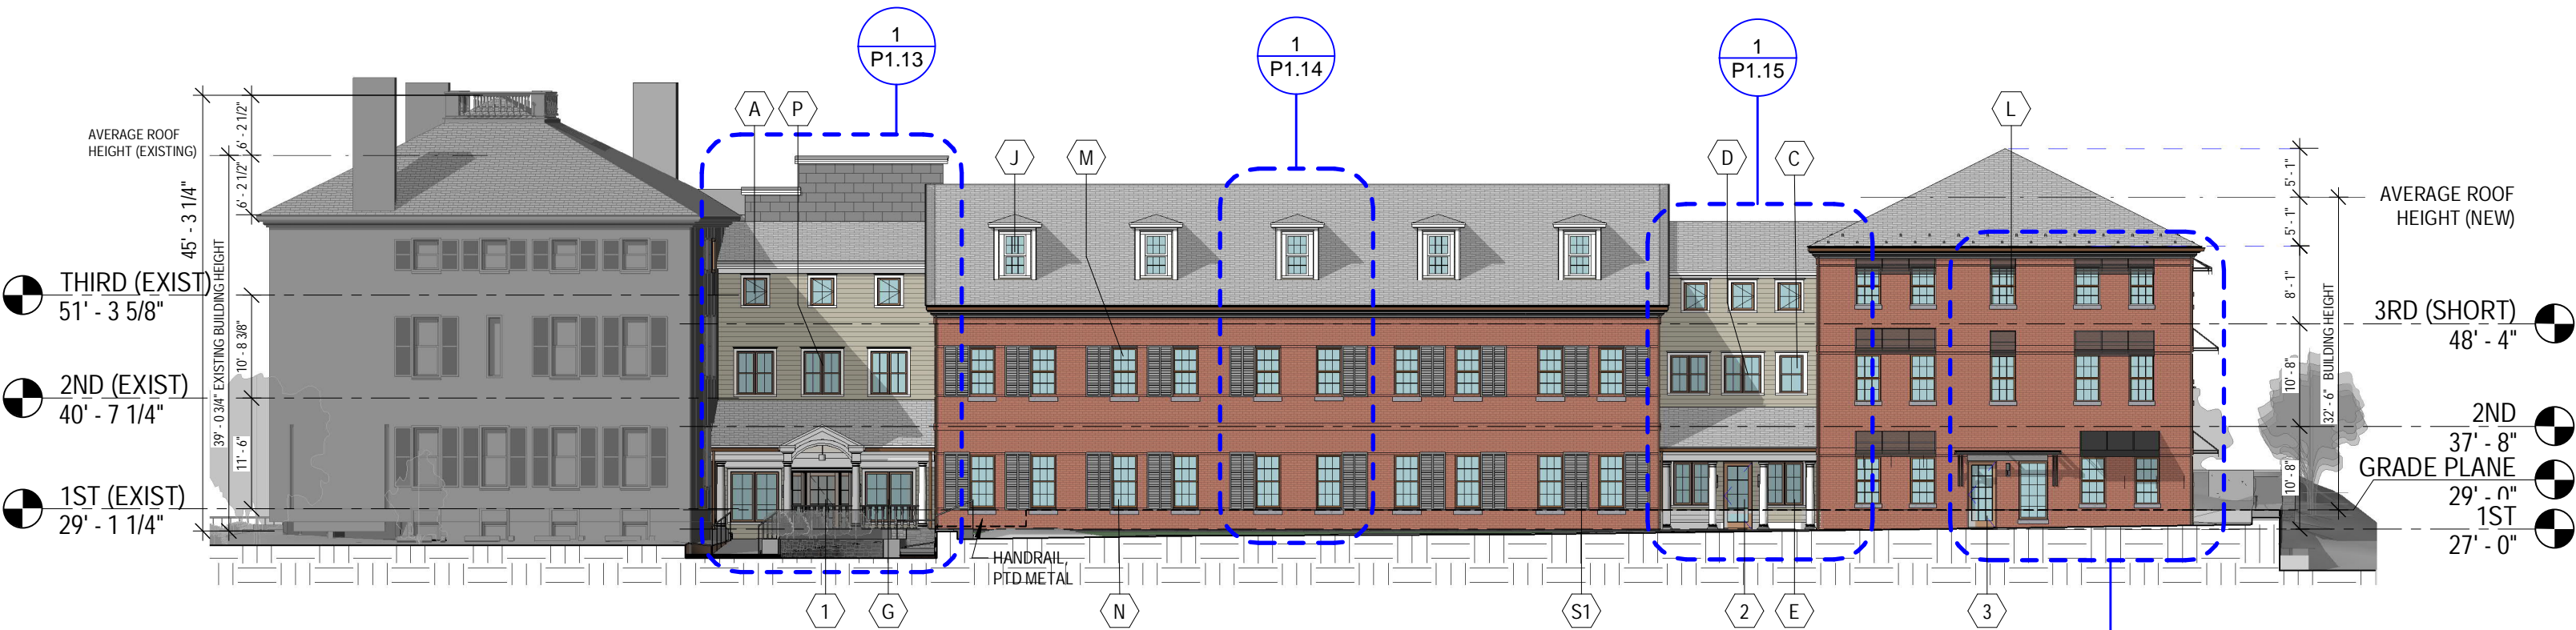 1
P1.13
1
P1.14
1
P1.15
A
P
J
M
D
C
L
AVERAGE ROOF
HEIGHT (EXISTING)
6' - 2 1/2"
6' - 2 1/2"
45' - 3 1/4"
39' - 0 3/4" EXISTING BUILDING HEIGHT
10' - 8 3/8"
11' - 6"
THIRD (EXIST)
51' - 3 5/8"
2ND (EXIST)
40' - 7 1/4"
1ST (EXIST)
29' - 1 1/4"
5' - 1"
5' - 1"
8' - 1"
10' - 8"
10' - 8"
32' - 6" BUILDING HEIGHT
AVERAGE ROOF
HEIGHT (NEW)
3RD (SHORT)
48' - 4"
2ND
37' - 8"
GRADE PLANE
29' - 0"
1ST
27' - 0"
HANDRAIL,
PTD METAL
1
G
N
S1
2
E
3